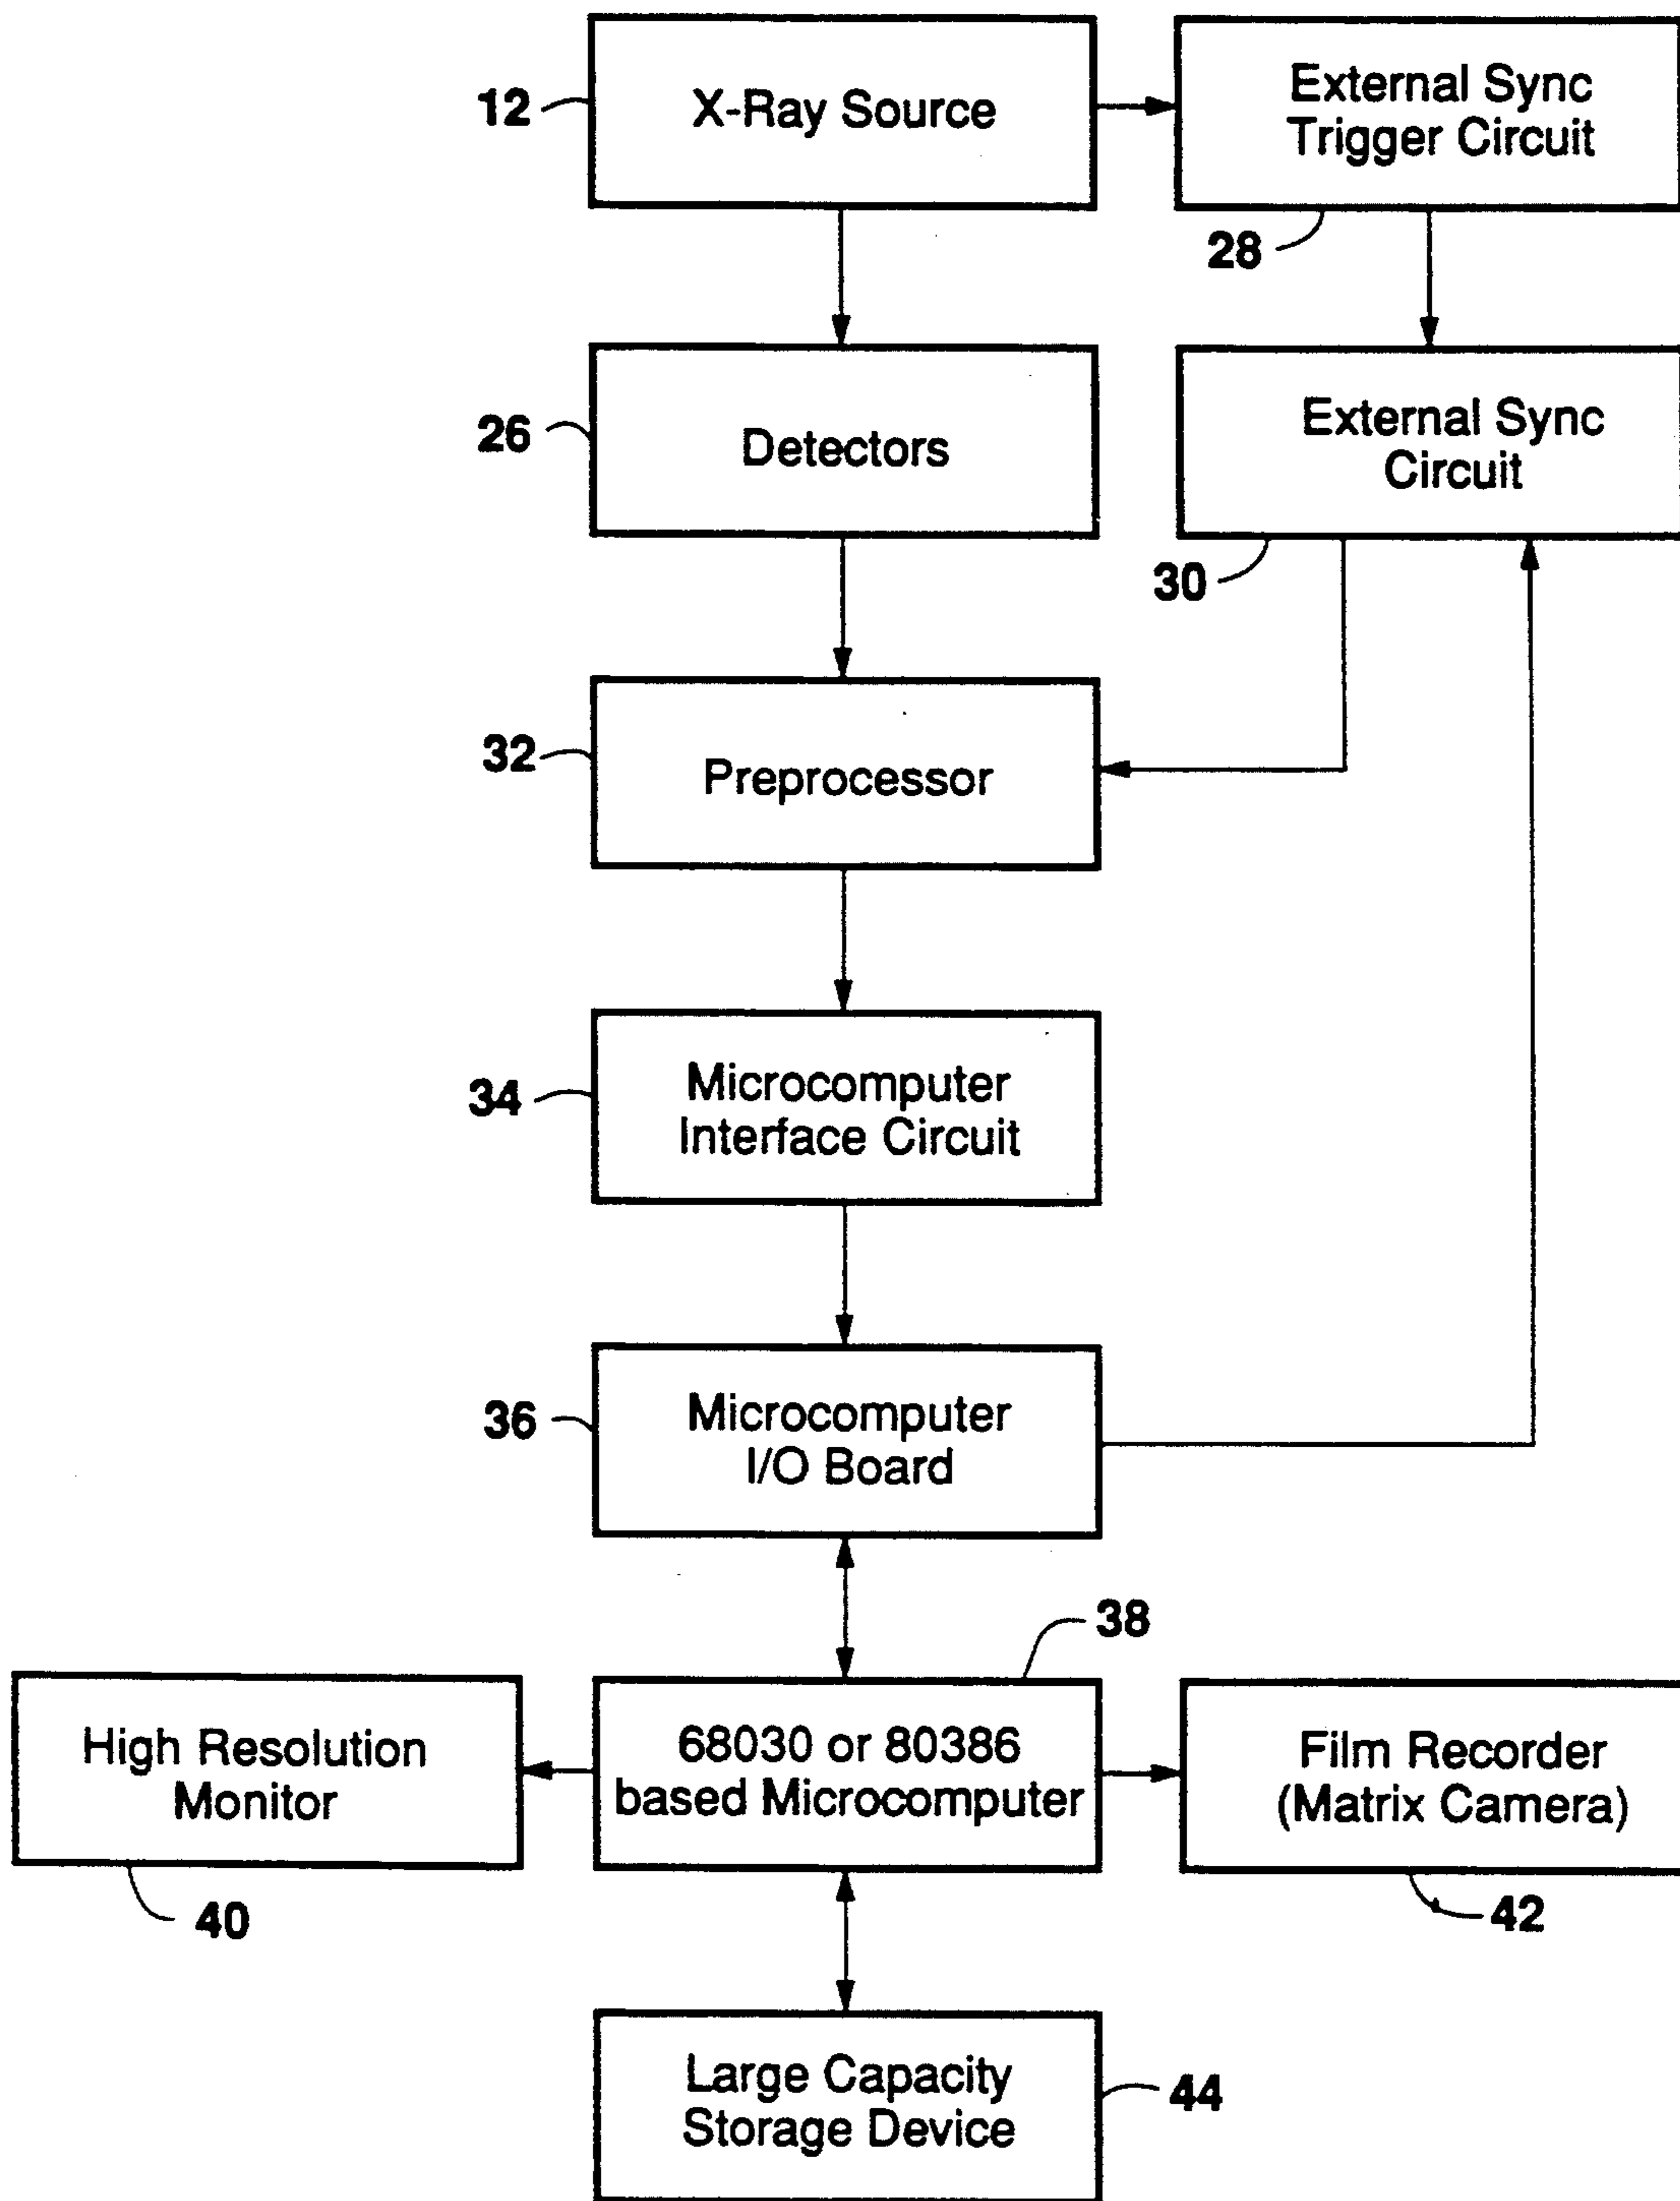 12
X-Ray Source
External Sync
Trigger Circuit
28
26
Detectors
External Sync
Circuit
30
32
Preprocessor
34
Microcomputer
Interface Circuit
36
Microcomputer
I/O Board
38
High Resolution
Monitor
40
68030 or 80386
based Microcomputer
Film Recorder
(Matrix Camera)
42
Large Capacity
Storage Device
44